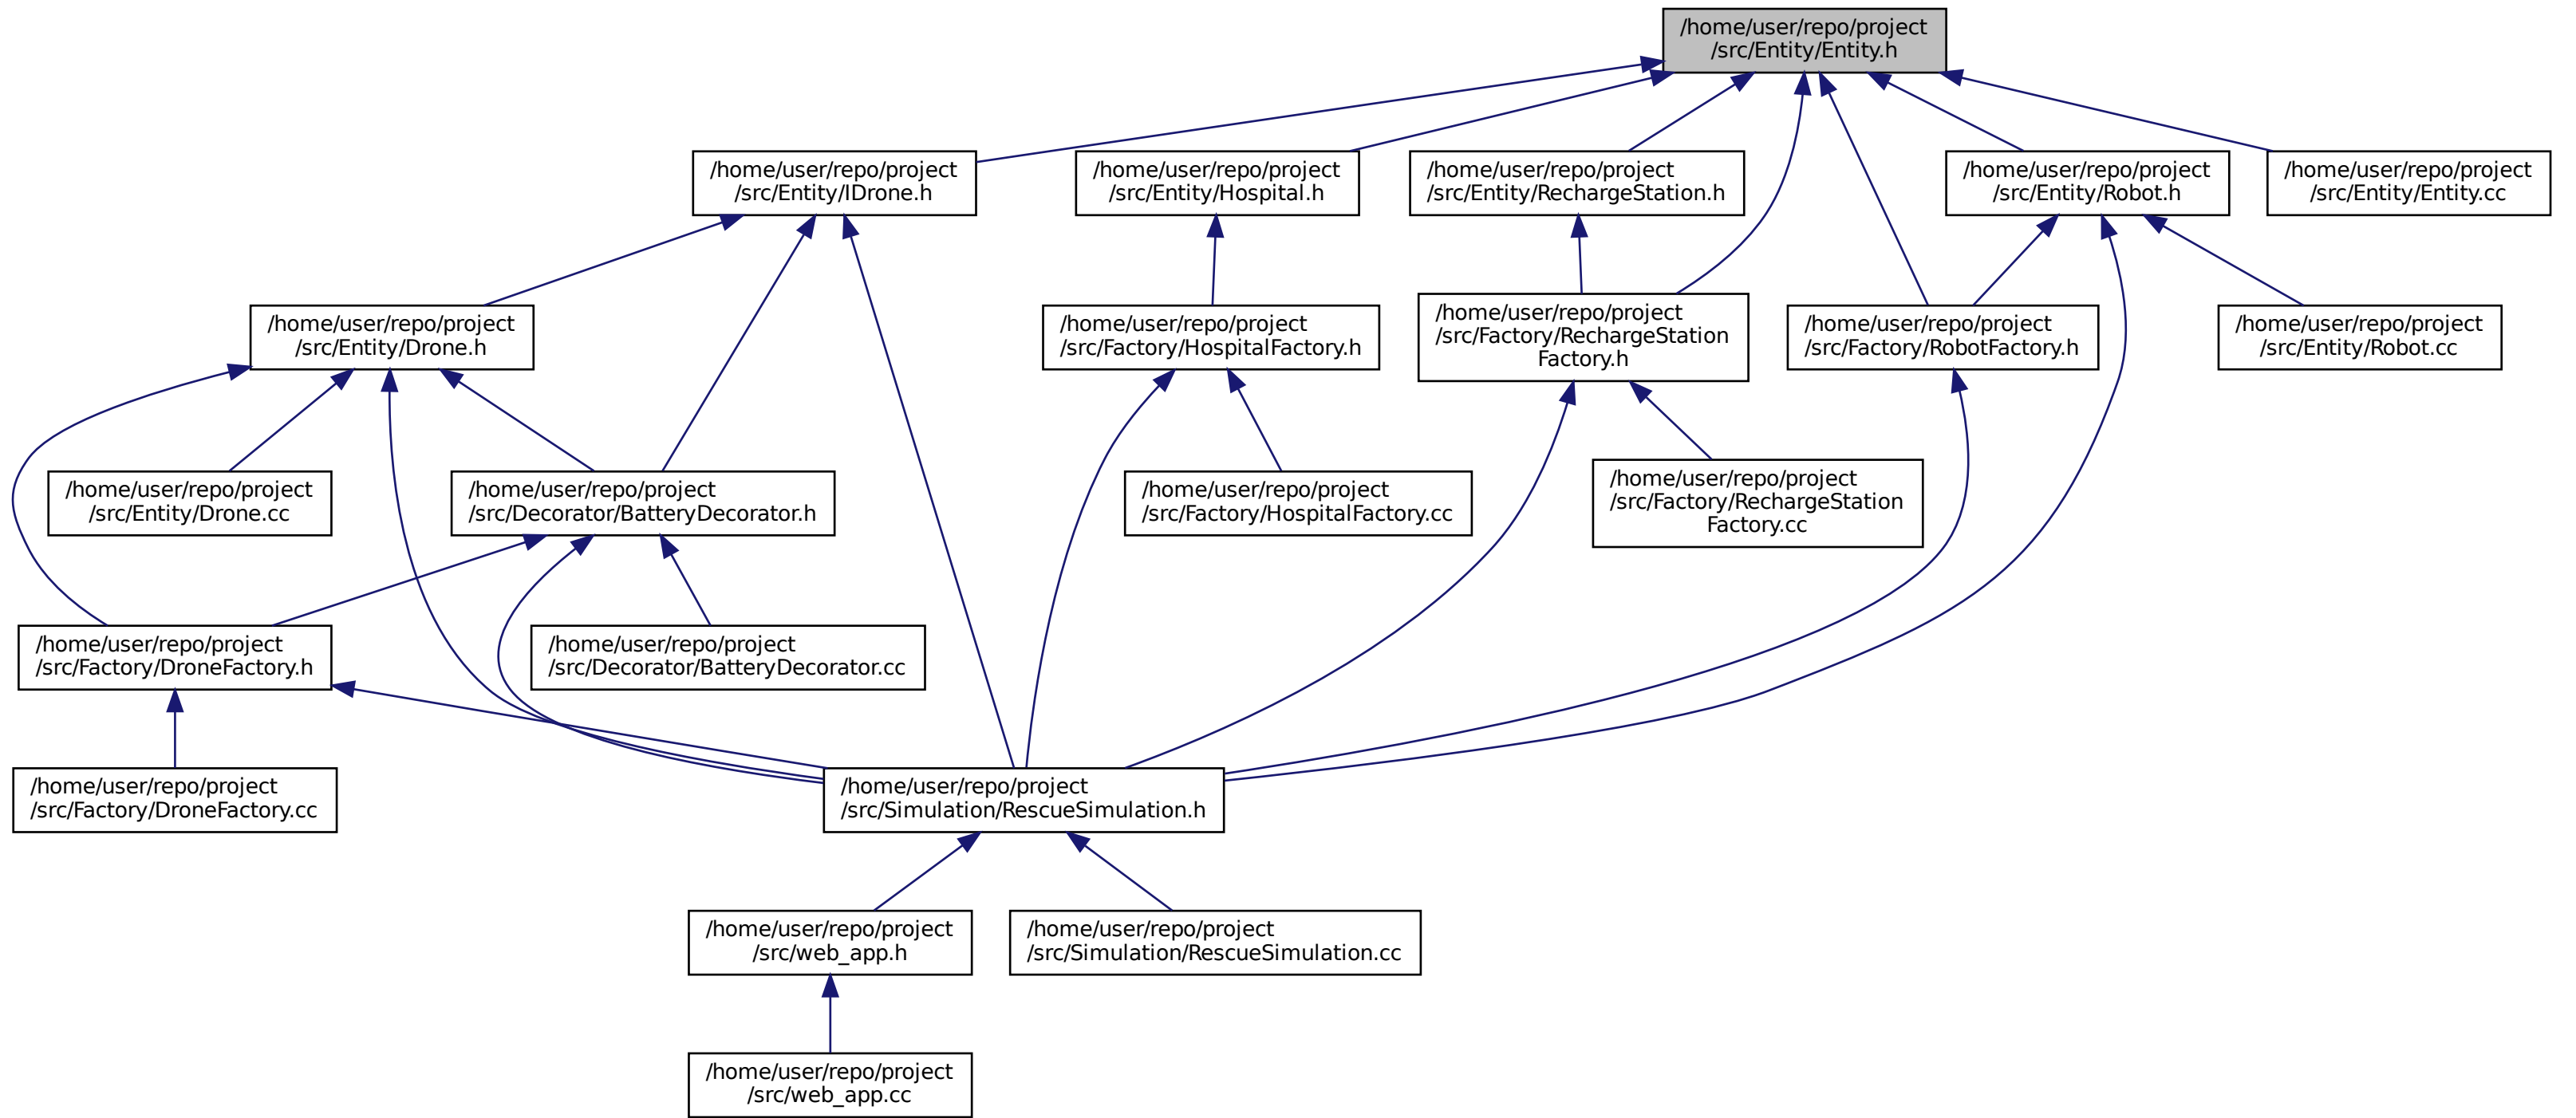 /home/user/repo/project
/src/Entity/Entity.h
/home/user/repo/project
/src/Entity/IDrone.h
/home/user/repo/project
/src/Entity/Hospital.h
/home/user/repo/project
/src/Entity/RechargeStation.h
/home/user/repo/project
/src/Entity/Robot.h
/home/user/repo/project
/src/Entity/Entity.cc
/home/user/repo/project
/src/Entity/Drone.h
/home/user/repo/project
/src/Factory/HospitalFactory.h
/home/user/repo/project
/src/Factory/RechargeStation
Factory.h
/home/user/repo/project
/src/Factory/RobotFactory.h
/home/user/repo/project
/src/Entity/Robot.cc
/home/user/repo/project
/src/Entity/Drone.cc
/home/user/repo/project
/src/Decorator/BatteryDecorator.h
/home/user/repo/project
/src/Factory/HospitalFactory.cc
/home/user/repo/project
/src/Factory/RechargeStation
Factory.cc
/home/user/repo/project
/src/Factory/DroneFactory.h
/home/user/repo/project
/src/Decorator/BatteryDecorator.cc
/home/user/repo/project
/src/Factory/DroneFactory.cc
/home/user/repo/project
/src/Simulation/RescueSimulation.h
/home/user/repo/project
/src/web_app.h
/home/user/repo/project
/src/Simulation/RescueSimulation.cc
/home/user/repo/project
/src/web_app.cc